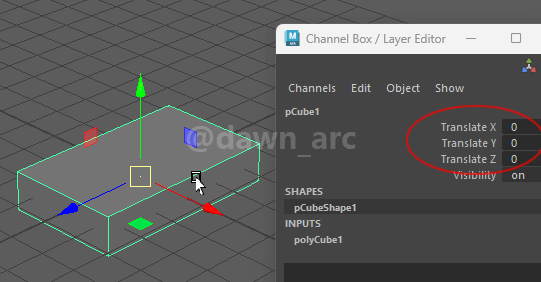 Channel Box / Layer Editor
Channels Edit Object Show
pCube1
Translate X 0
Translate Y 0
Translate Z 0
Visibility on
SHAPES
pCubeShape1
INPUTS
polyCube1
@dawn_arc
M